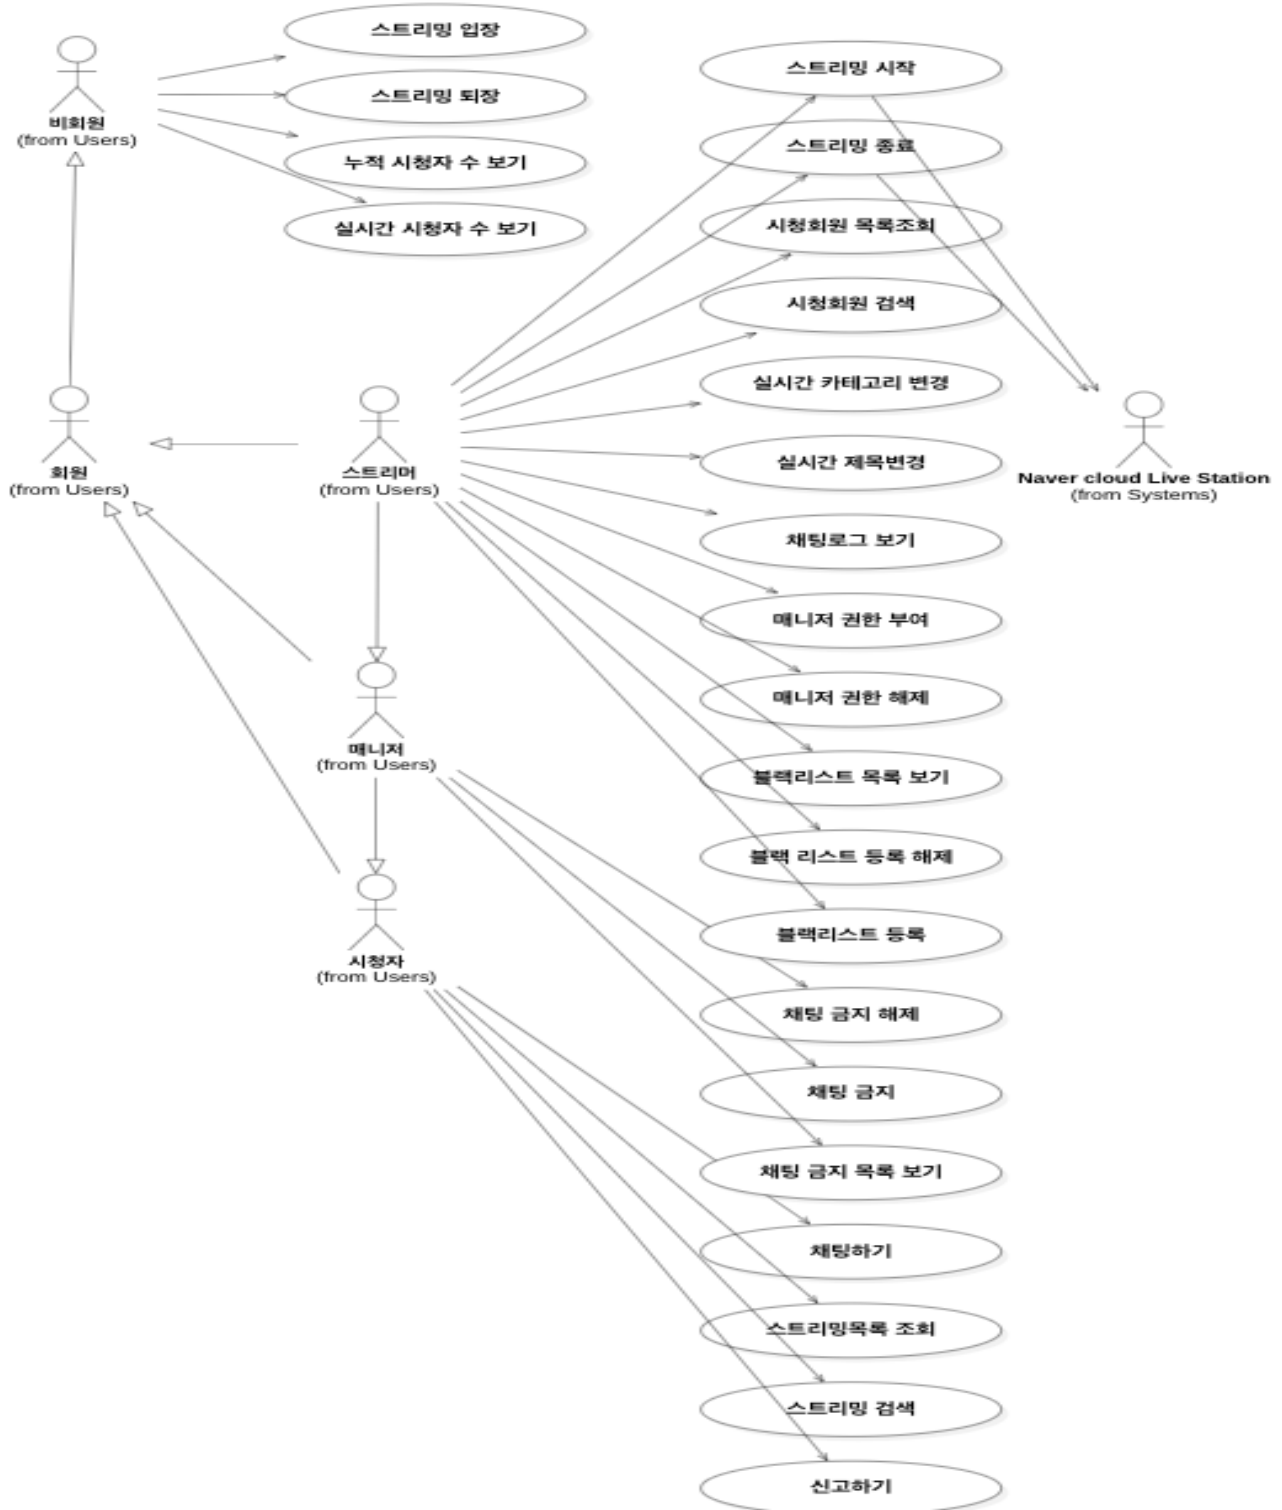 스트리밍 입장
스트리밍 퇴장
누적 시청자 수 보기
실시간 시청자 수 보기
비회원
(from Users)
회원
(from Users)
스트리머
(from Users)
매니저
(from Users)
시청자
(from Users)
스트리밍 시작
스트리밍 종료
시청회원 목록조회
시청회원 검색
실시간 카테고리 변경
실시간 제목변경
채팅로그 보기
매니저 권한 부여
매니저 권한 해제
블랙리스트 목록 보기
블랙 리스트 등록 해제
블랙리스트 등록
채팅 금지 해제
채팅 금지
채팅 금지 목록 보기
채팅하기
스트리밍목록 조회
스트리밍 검색
신고하기
Naver cloud Live Station
(from Systems)